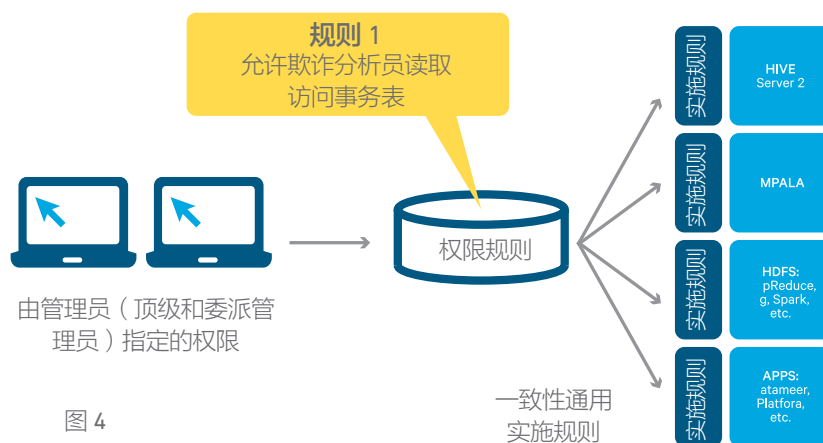 规则 1
允许欺诈分析员读取
访问事务表
实施规则
HIVE
Server 2
实施规则
MPALA
权限规则
由管理员（顶级和委派管
理员）指定的权限
实施规则
HDFS:
pReduce,
g, Spark,
etc.
实施规则
APPS:
atameer,
Platfora,
etc.
一致性通用
实施规则
图 4